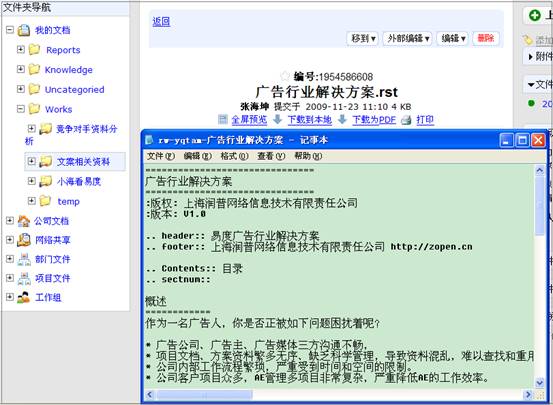 文件夹导航
我的文档
Reports
Knowledge
Uncategoried
Works
竞争对手资料分
析
文案相关资料
小海看易度
temp
公司文档
网络共享
部门文件
项目文件
工作组
返回
移到▼ 外部编辑▼ 编辑▼ 删除
编号:1954586608
广告行业解决方案.rst
张海坤 提交于 2009-11-23 11:10 4 KB
全屏预览 下载到本地 下载为PDF 打印
添加
附件
文件
20
rw-yqtam-广告行业解决方案 - 记事本
文件(F) 编辑(E) 格式(O) 查看(V) 帮助(H)
==============================
广告行业解决方案
==============================
:版权: 上海润普网络信息技术有限责任公司
:版本: V1.0
.. header:: 易度广告行业解决方案
.. footer:: 上海润普网络信息技术有限责任公司 http://zopen.cn
.. Contents:: 目录
.. sectnum::
概述
============
作为一名广告人，你是否正被如下问题困扰着呢？
* 广告公司、广告主、广告媒体三方沟通不畅，
* 项目文档、方案资料繁多无序、缺乏科学管理，导致资料混乱，难以查找和重用
* 公司内部工作流程繁琐，严重受到时间和空间的限制。
* 公司客户项目众多，AE管理多项目非常复杂，严重降低AE的工作效率。